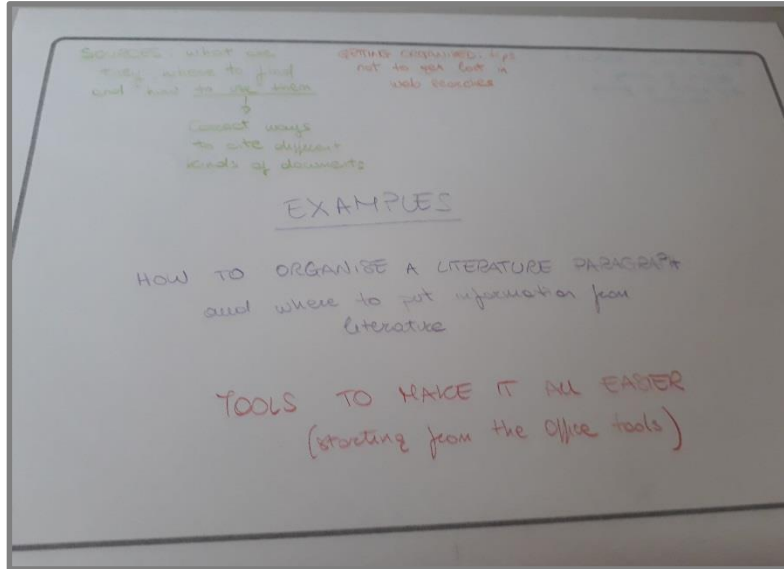 SOURCES: what are
they, where to find
and how to use them
Correct ways
to cite different
kinds of documents
GETTING ORGANISED: tips
not to get lost in
web searches
EXAMPLES
HOW TO ORGANISE A LITERATURE PARAGRAPH
and where to put information from
literature
TOOLS TO MAKE IT ALL EASIER
(starting from the Office tools)